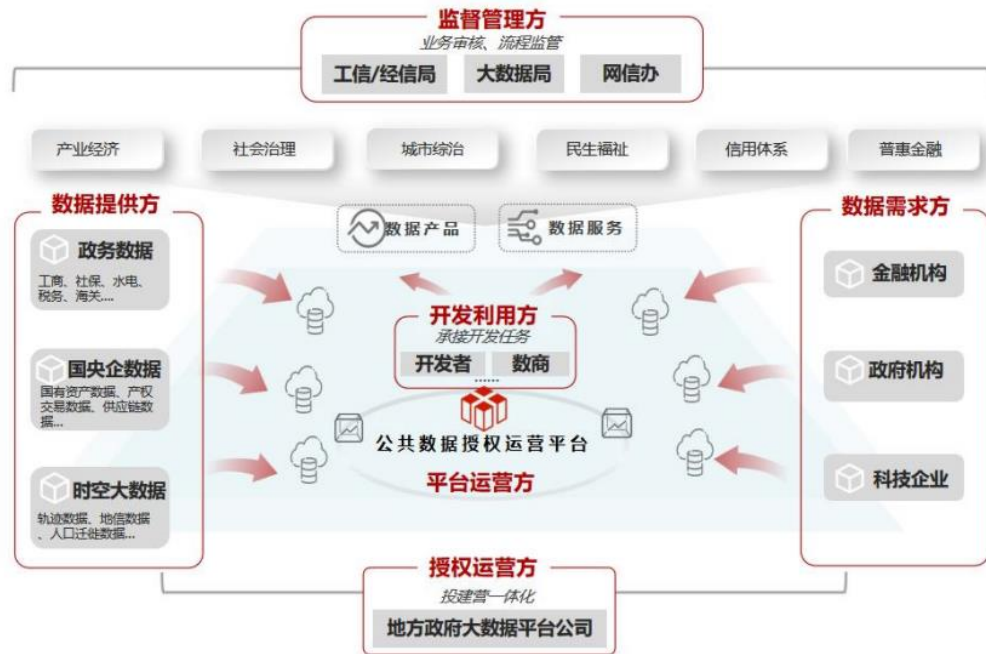 监督管理方
业务审核、流程监管
工信/经信局 大数据局 网信办
产业经济 社会治理 城市综治 民生福祉 信用体系 普惠金融
数据提供方
政务数据
工商、社保、水电、
税务、海关....
国央企数据
国有资产数据、产权
交易数据、供应链数
据...
时空大数据
轨迹数据、地信数据
、人口迁徙数据...
数据产品 数据服务
开发利用方
承接开发任务
开发者 数商
......
公共数据授权运营平台
平台运营方
数据需求方
金融机构
政府机构
科技企业
授权运营方
投建营一体化
地方政府大数据平台公司